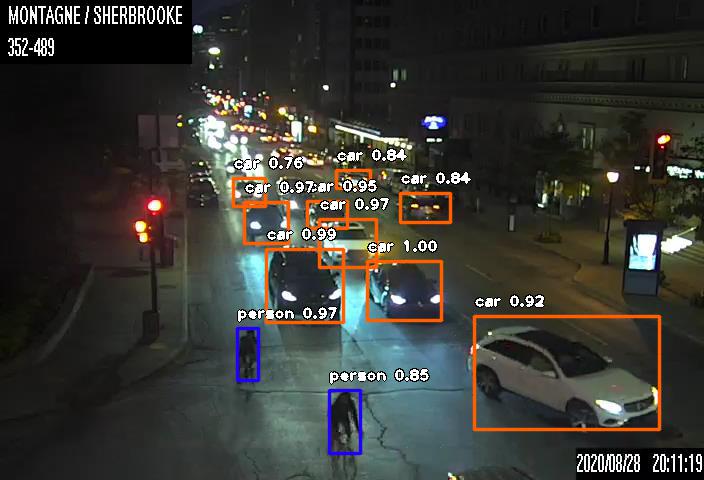 MONTAGNE / SHERBROOKE
352-489
car 0.76
car 0.84
car 0.97
car 0.95
car 0.84
car 0.97
car 0.99
car 1.00
car 0.92
person 0.97
person 0.85
2020/08/28 20:11:19